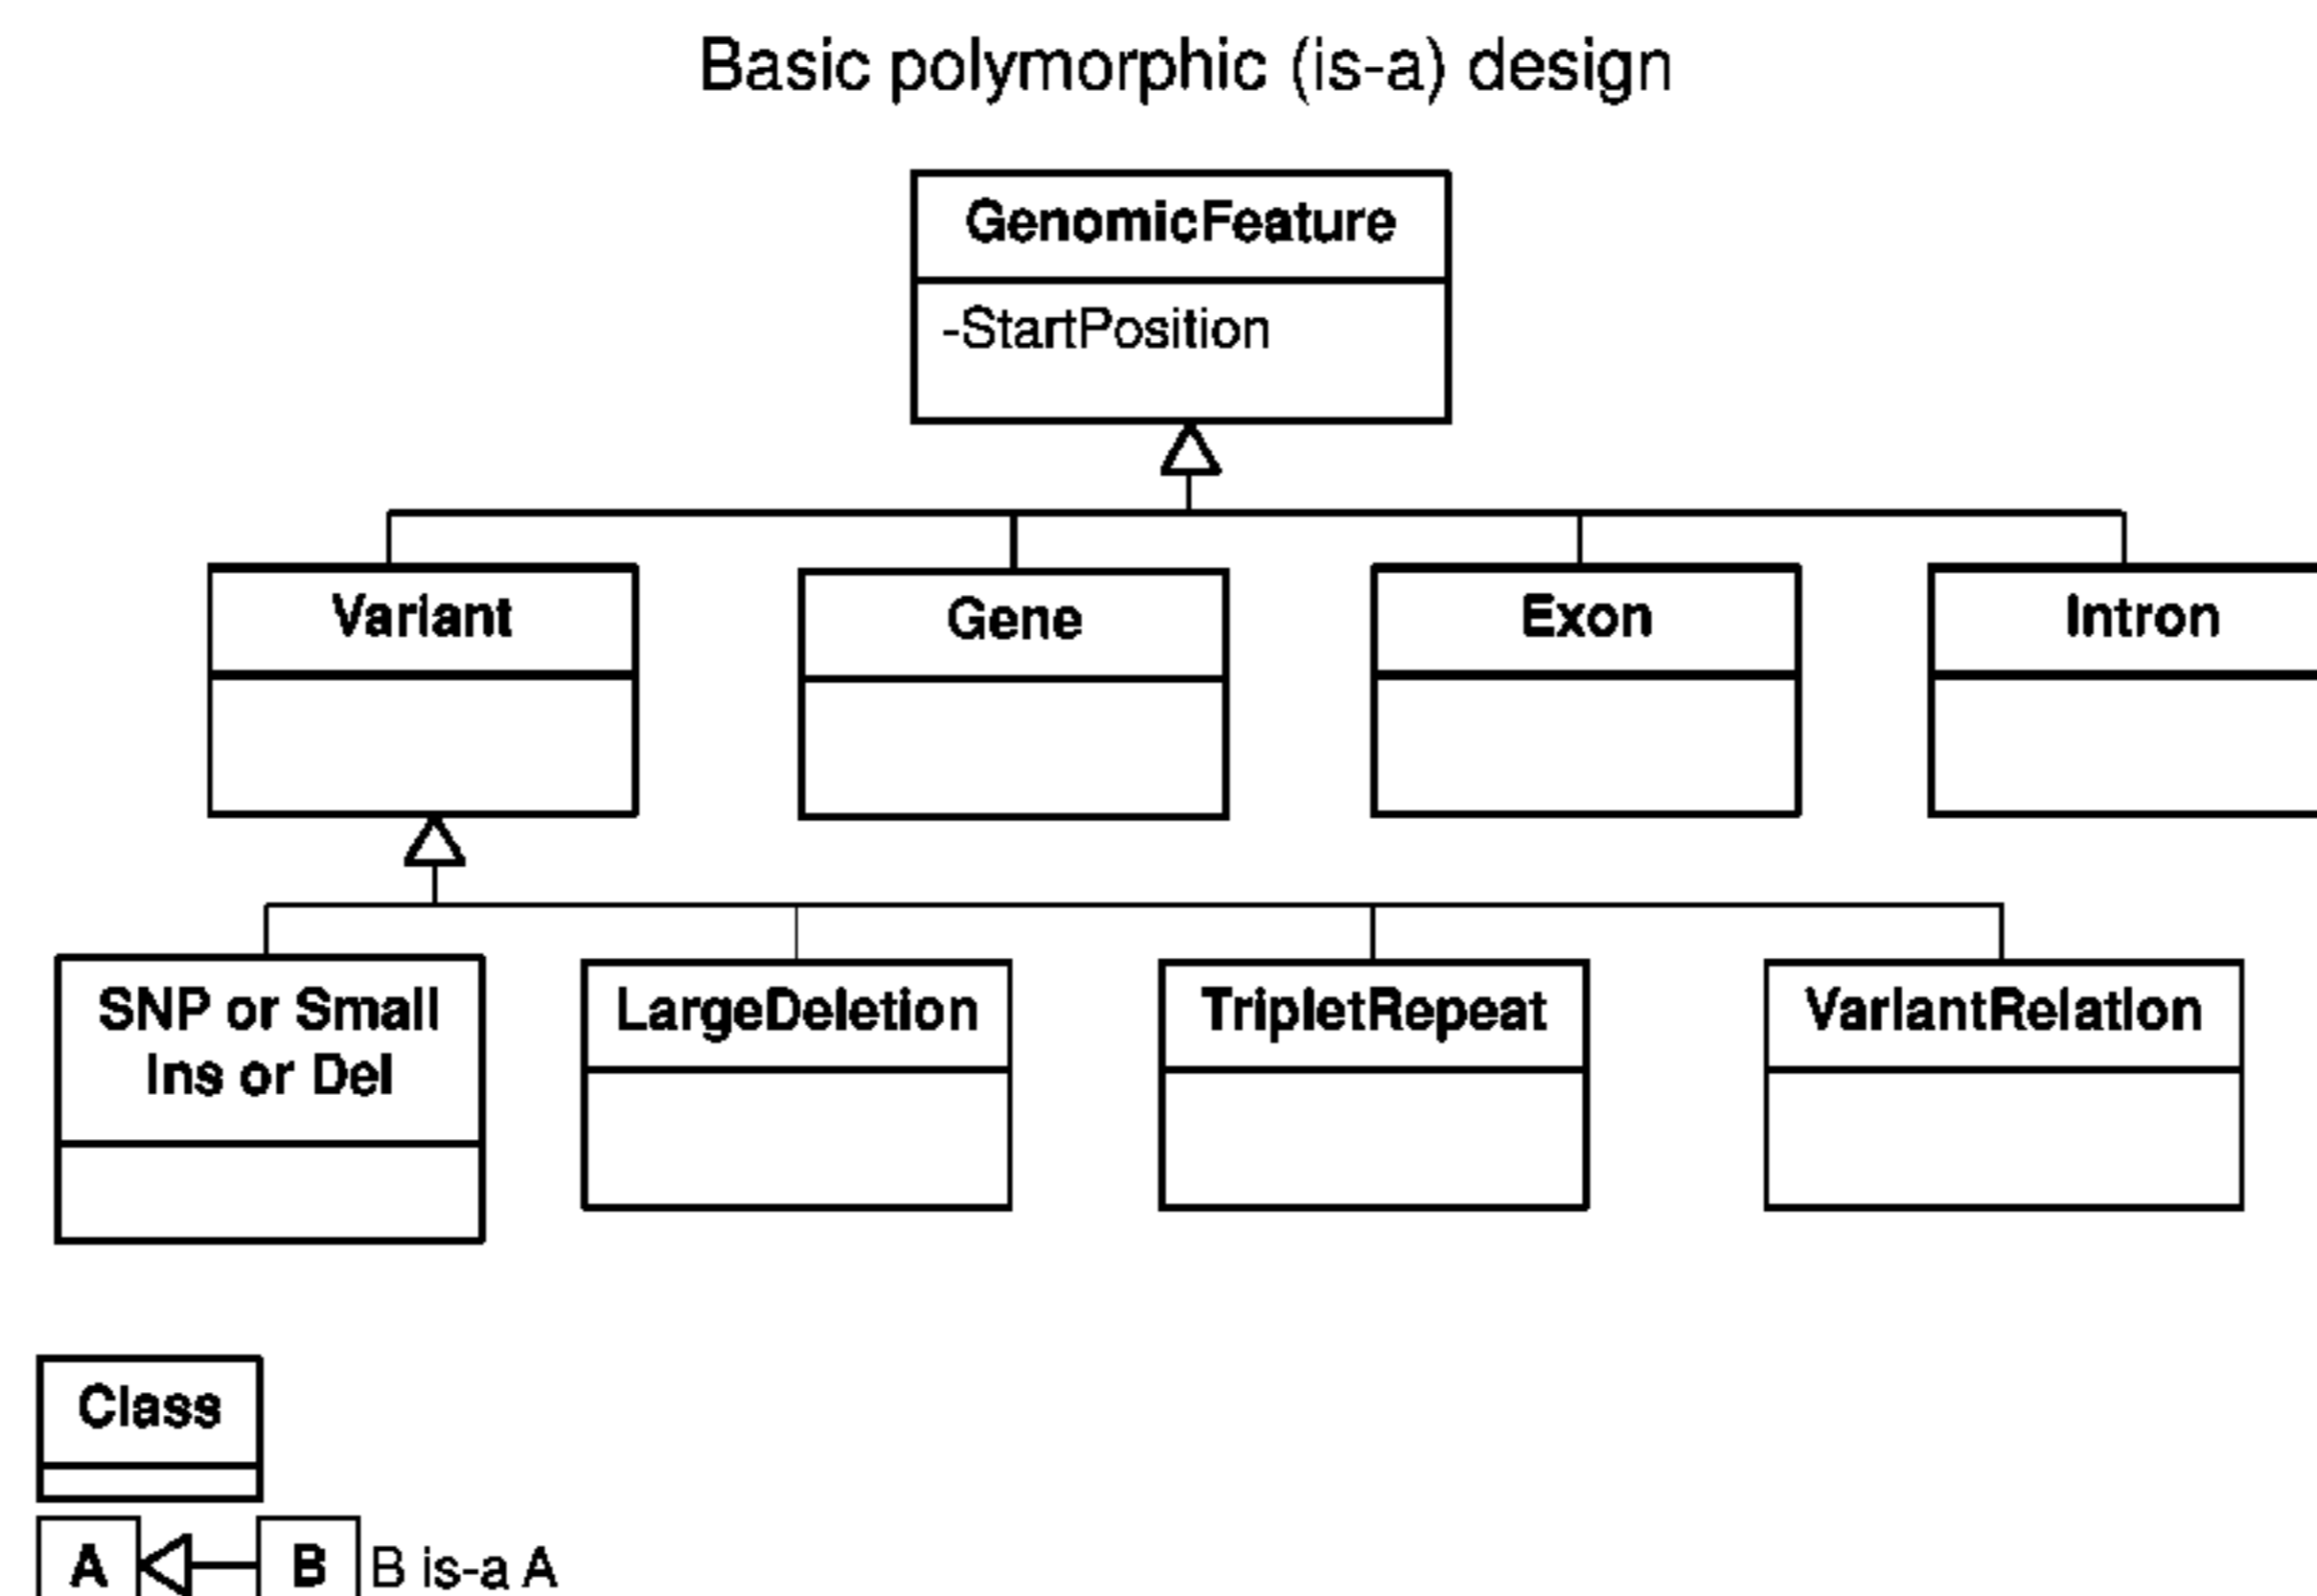 Basic polymorphic (is-a) design
GenomicFeature
-StartPosition
Variant
Gene
Exon
Intron
SNP or Small
Ins or Del
LargeDeletion
TripletRepeat
VariantRelation
Class
A
B
B is-a A